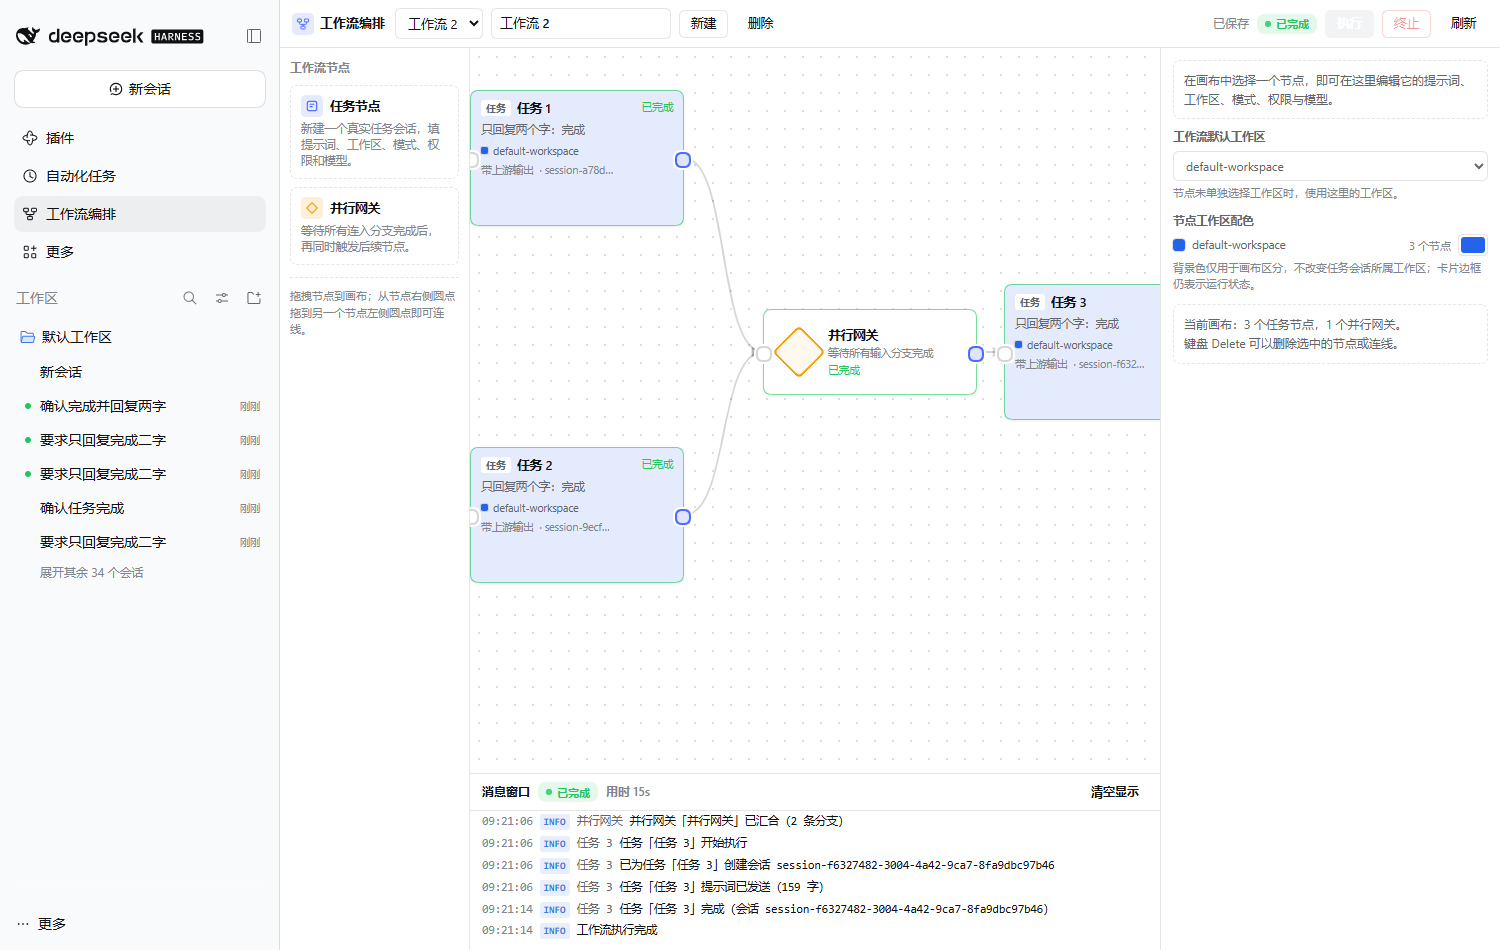 deepseek HARNESS
新会话
插件
自动化任务
工作流编排
更多
工作区
默认工作区
新会话
确认完成并回复两字 刚刚
要求只回复完成二字 刚刚
要求只回复完成二字 刚刚
确认任务完成 刚刚
要求只回复完成二字 刚刚
展开其余 34 个会话
··· 更多
工作流编排 工作流 2 工作流 2 新建 删除 已保存 已完成 执行 终止 刷新
工作流节点
任务节点
新建一个真实任务会话，填
提示词、工作区、模式、权
限和模型。
并行网关
等待所有连入分支完成后，
再同时触发后续节点。
拖拽节点到画布；从节点右侧圆点
拖到另一个节点左侧圆点即可连
线。
任务 任务 1 已完成
只回复两个字：完成
default-workspace
带上游输出 · session-a78d...
并行网关
等待所有输入分支完成
已完成
任务 任务 3
只回复两个字：完成
default-workspace
带上游输出 · session-f632...
任务 任务 2 已完成
只回复两个字：完成
default-workspace
带上游输出 · session-9ecf...
消息窗口 已完成 用时 15s 清空显示
09:21:06 INFO 并行网关 并行网关「并行网关」已汇合（2 条分支）
09:21:06 INFO 任务 3 任务「任务 3」开始执行
09:21:06 INFO 任务 3 已为任务「任务 3」创建会话 session-f6327482-3004-4a42-9ca7-8fa9dbc97b46
09:21:06 INFO 任务 3 任务「任务 3」提示词已发送（159 字）
09:21:14 INFO 任务 3 任务「任务 3」完成（会话 session-f6327482-3004-4a42-9ca7-8fa9dbc97b46）
09:21:14 INFO 工作流执行完成
在画布中选择一个节点，即可在这里编辑它的提示词、
工作区、模式、权限与模型。
工作流默认工作区
default-workspace
节点未单独选择工作区时，使用这里的工作区。
节点工作区配色
default-workspace 3 个节点
背景色仅用于画布区分，不改变任务会话所属工作区；卡片边框
仍表示运行状态。
当前画布：3 个任务节点，1 个并行网关。
键盘 Delete 可以删除选中的节点或连线。